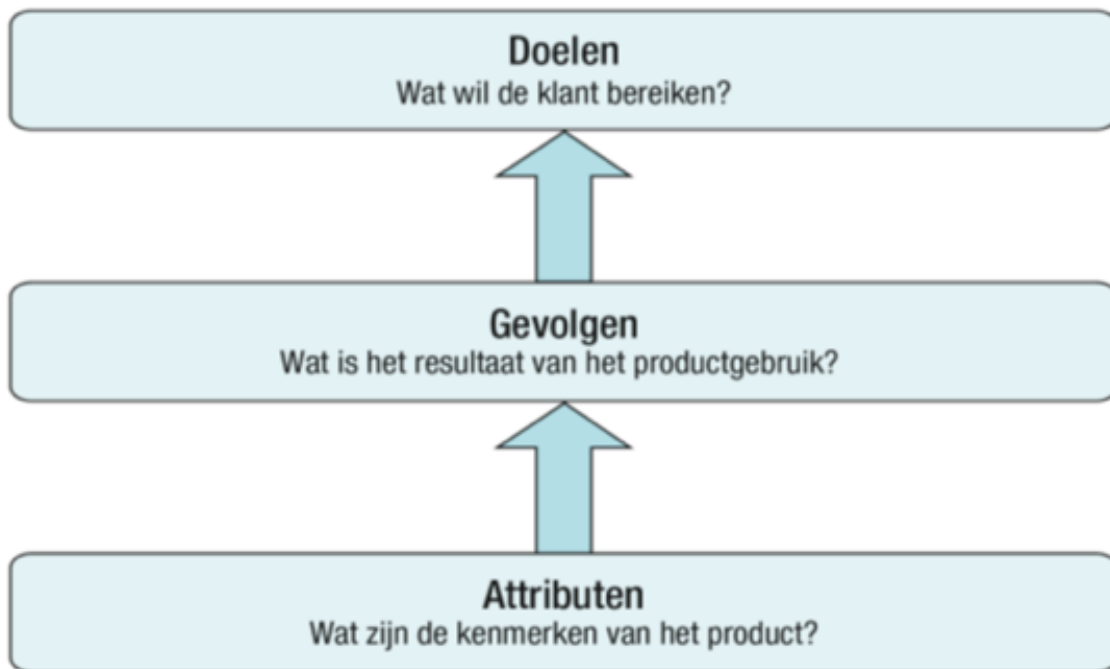 Doelen
Wat wil de klant bereiken?
Gevolgen
Wat is het resultaat van het productgebruik?
Attributen
Wat zijn de kenmerken van het product?